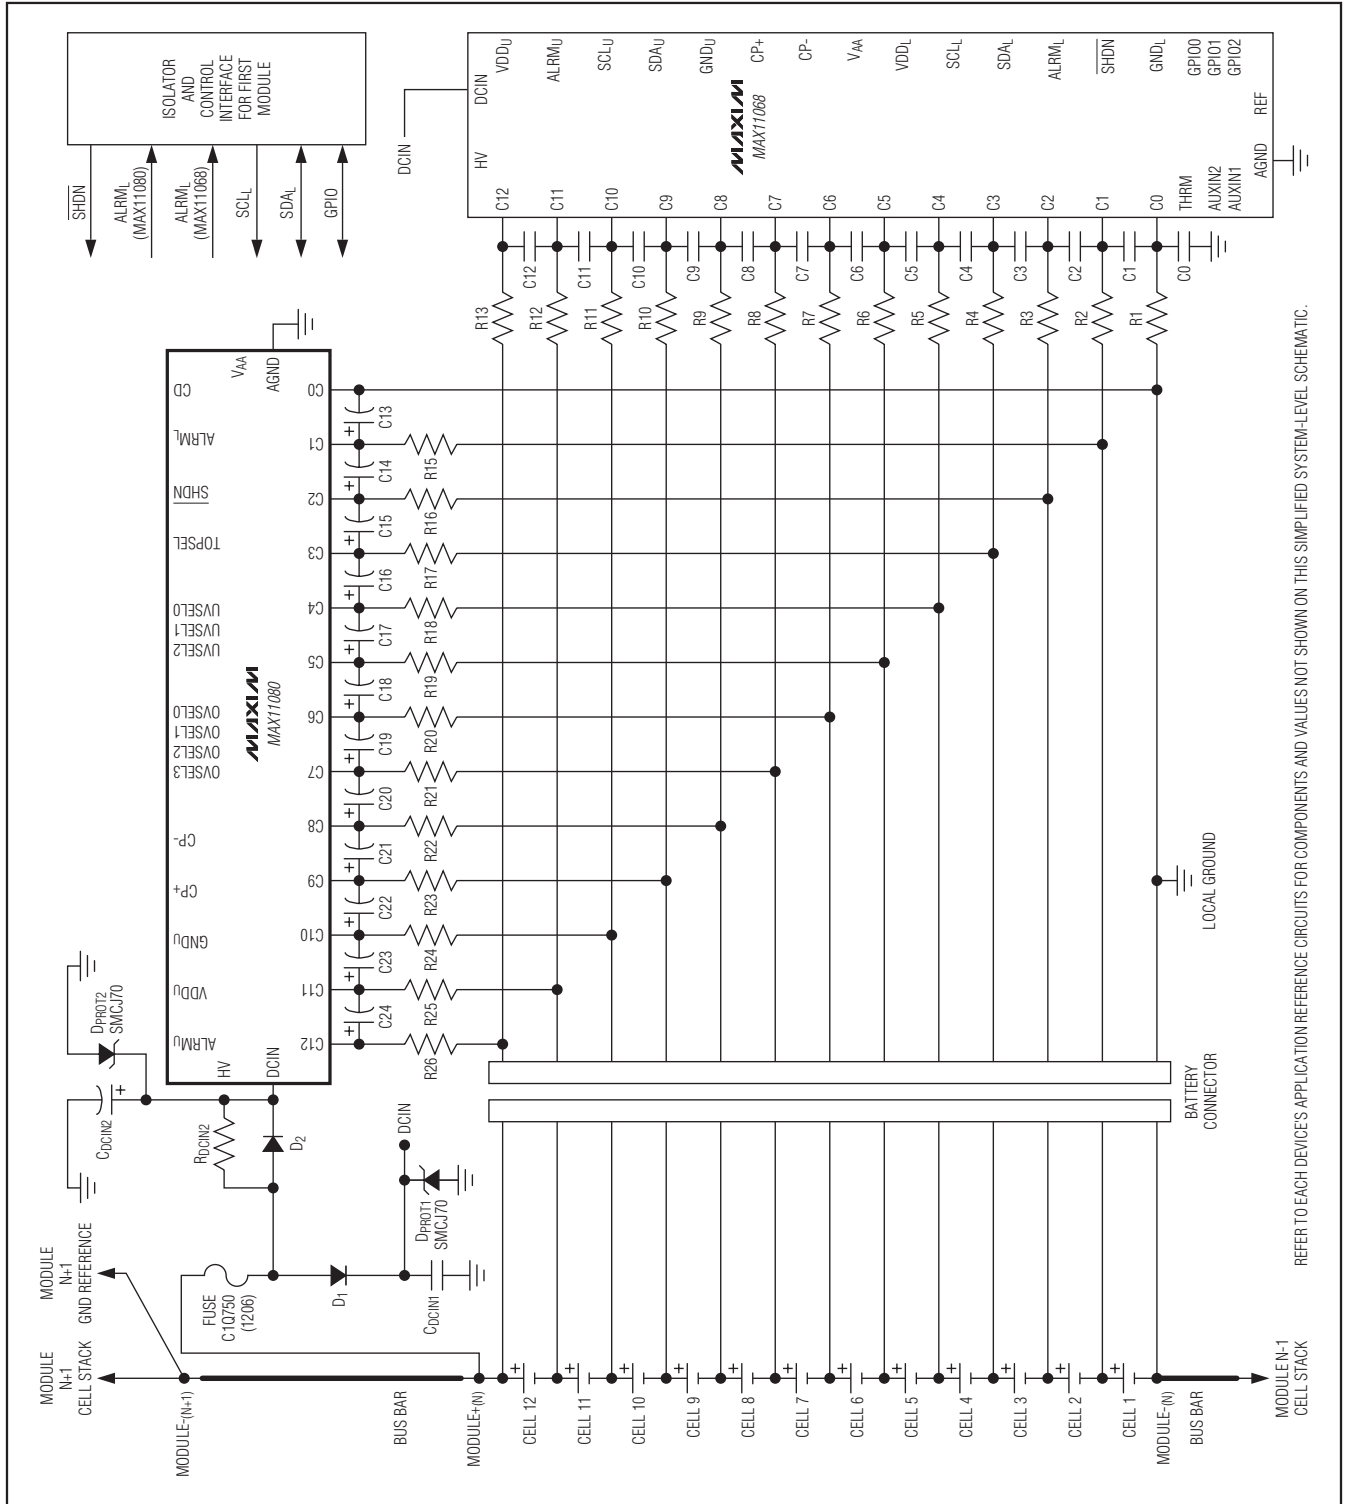 ISOLATOR
AND
CONTROL
INTERFACE
FOR FIRST
MODULE
SHDN
ALRML
(MAX11080)
ALRML
(MAX11068)
SCLL
SDAL
GPIO
DCIN
DCIN
VDDU
ALRMU
SCLU
SDAU
GNDU
CP+
CP-
VAA
VDDL
SCLL
SDAL
ALRML
SHDN
GNDL
GPIO0
GPIO1
GPIO2
HV
MAXIM
MAX11068
REF
AGND
C12
C11
C10
C9
C8
C7
C6
C5
C4
C3
C2
C1
C0
THRM
AUXIN2
AUXIN1
C12
C11
C10
C9
C8
C7
C6
C5
C4
C3
C2
C1
C0
R13
R12
R11
R10
R9
R8
R7
R6
R5
R4
R3
R2
R1
VAA
AGND
CD
ALRML
SHDN
TOPSEL
UVSEL0
UVSEL1
UVSEL2
OVSEL0
OVSEL1
OVSEL2
OVSEL3
CP-
CP+
GNDU
VDDU
ALRMU
MAXIM
MAX11080
HV
DCIN
C0
C1
C2
C3
C4
C5
C6
C7
C8
C9
C10
C11
C12
C13
C14
C15
C16
C17
C18
C19
C20
C21
C22
C23
C24
R15
R16
R17
R18
R19
R20
R21
R22
R23
R24
R25
R26
DPROT2
SMCJ70
CDCIN2
RDCIN2
D2
DCIN
DPROT1
SMCJ70
D1
CDCIN1
FUSE
C1Q750
(1206)
LOCAL GROUND
BATTERY
CONNECTOR
MODULE
N+1
GND REFERENCE
MODULE
N+1
CELL STACK
MODULE-(N+1)
BUS BAR
MODULE+(N)
CELL 12
CELL 11
CELL 10
CELL 9
CELL 8
CELL 7
CELL 6
CELL 5
CELL 4
CELL 3
CELL 2
CELL 1
MODULE-(N)
BUS BAR
MODULE N-1
CELL STACK
REFER TO EACH DEVICE'S APPLICATION REFERENCE CIRCUITS FOR COMPONENTS AND VALUES NOT SHOWN ON THIS SIMPLIFIED SYSTEM-LEVEL SCHEMATIC.